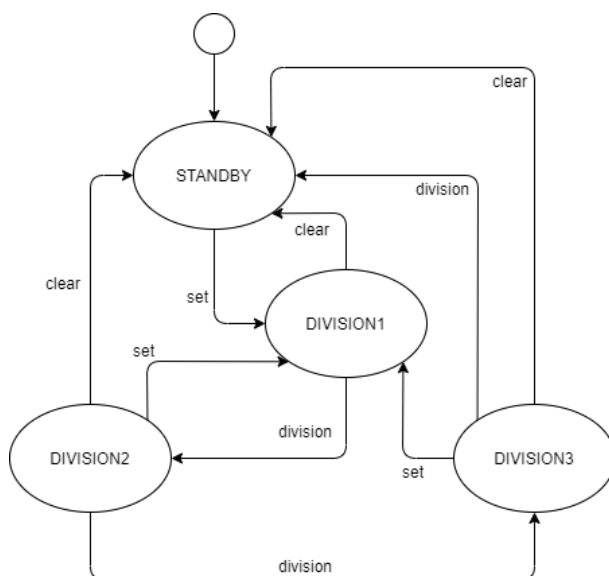 clear
STANDBY
division
clear
clear
set
DIVISION1
set
division
DIVISION2
set
DIVISION3
division